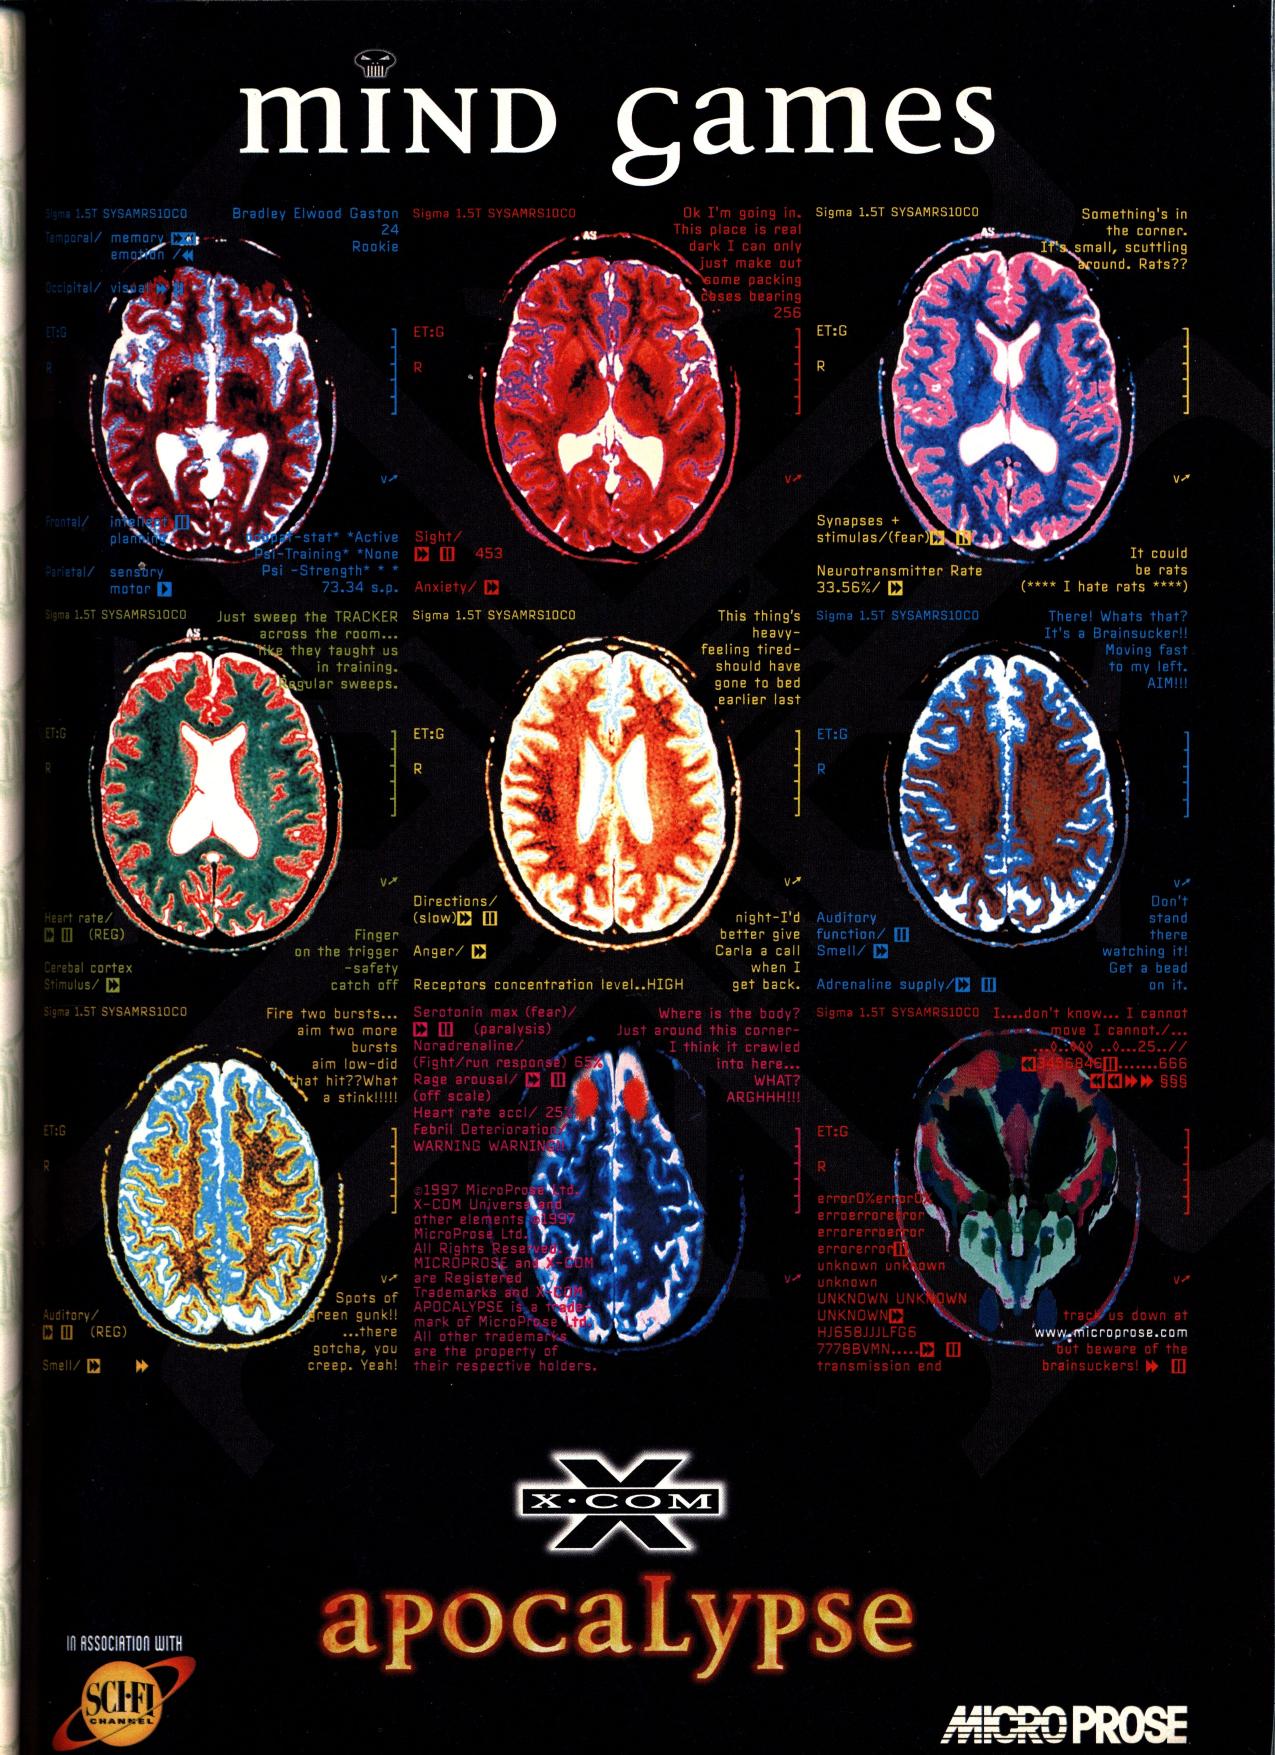 mIND games
Sigma 1.5T SYSAMRS10C0
Bradley Elwood Gaston
24
Rookie
Temporal/ memory
emotion /
Occipital/ visual
ET:G
R
V
Frontal/ intellect
planning
Parietal/ sensory
motor
-stat* *Active
Psi-Training* *None
Psi -Strength* * *
73.34 s.p.
Sigma 1.5T SYSAMRS10C0
Ok I'm going in.
This place is real
dark I can only
just make out
some packing
cases bearing
256
AS
ET:G
R
V
Sight/
453
Anxiety/
Sigma 1.5T SYSAMRS10C0
Something's in
the corner.
It's small, scuttling
around. Rats??
AS
ET:G
R
V
Synapses +
stimulas/(fear)
Neurotransmitter Rate
33.56%/
It could
be rats
(**** I hate rats ****)
Sigma 1.5T SYSAMRS10C0
Just sweep the TRACKER
across the room...
like they taught us
in training.
Regular sweeps.
AS
ET:G
R
V
Heart rate/
(REG)
Cerebal cortex
Stimulus/
Finger
on the trigger
-safety
catch off
Sigma 1.5T SYSAMRS10C0
This thing's
heavy-
feeling tired-
should have
gone to bed
earlier last
ET:G
R
V
Directions/
(slow)
Anger/
Receptors concentration level..HIGH
night-I'd
better give
Carla a call
when I
get back.
Sigma 1.5T SYSAMRS10C0
There! Whats that?
It's a Brainsucker!!
Moving fast
to my left.
AIM!!!
ET:G
R
V
Auditory
function/
Smell/
Adrenaline supply/
Don't
stand
there
watching it!
Get a bead
on it.
Sigma 1.5T SYSAMRS10C0
Fire two bursts...
aim two more
bursts
aim low-did
that hit??What
a stink!!!!!
ET:G
R
V
Auditory/
(REG)
Smell/
Spots of
green gunk!!
...there
gotcha, you
creep. Yeah!
Serotonin max (fear)/
(paralysis)
Noradrenaline/
(Fight/run response) 65%
Rage arousal/
(off scale)
Heart rate accl/ 25%
Febril Deterioration/
WARNING WARNING
Where is the body?
Just around this corner-
I think it crawled
into here...
WHAT?
ARGHHH!!!
©1997 MicroProse Ltd.
X-COM Universe and
other elements ©1997
MicroProse Ltd.
All Rights Reserved.
MICROPROSE and X-COM
are Registered
Trademarks and X-COM
APOCALYPSE is a trade-
mark of MicroProse Ltd.
All other trademarks
are the property of
their respective holders.
V
Sigma 1.5T SYSAMRS10C0
I....don't know... I cannot
move I cannot./...
...◊..◊◊◊ ..◊...25..//
3456846.......666
§§§
ET:G
R
V
error0%error0%
erroerroreerror
errorerroerror
errorerror
unknown unknown
unknown
UNKNOWN UNKNOWN
UNKNOWN
HJ658JJJLFG6
7778BVMN.....
transmission end
track us down at
www.microprose.com
but beware of the
brainsuckers!
X·COM
apocaLypse
IN ASSOCIATION WITH
SCI-FI
CHANNEL
MICROPROSE